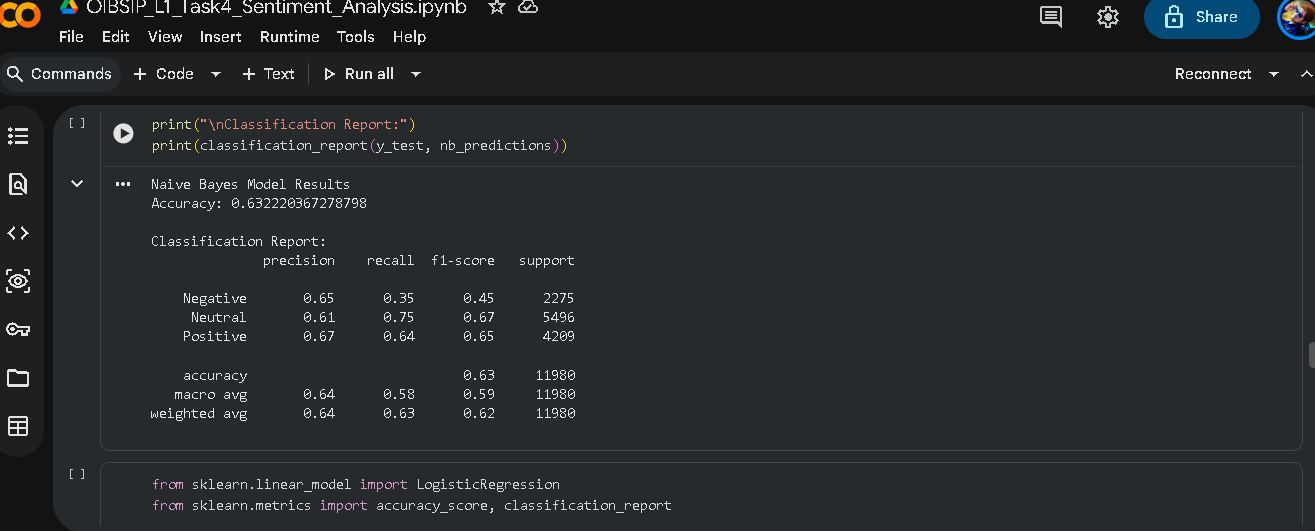 OIBSIP_L1_Task4_Sentiment_Analysis.ipynb
File Edit View Insert Runtime Tools Help
Share
Commands + Code + Text Run all
Reconnect
[ ] print("\nClassification Report:")
print(classification_report(y_test, nb_predictions))
Naive Bayes Model Results
Accuracy: 0.632220367278798
Classification Report:
precision recall f1-score support
Negative 0.65 0.35 0.45 2275
Neutral 0.61 0.75 0.67 5496
Positive 0.67 0.64 0.65 4209
accuracy 0.63 11980
macro avg 0.64 0.58 0.59 11980
weighted avg 0.64 0.63 0.62 11980
[ ] from sklearn.linear_model import LogisticRegression
from sklearn.metrics import accuracy_score, classification_report